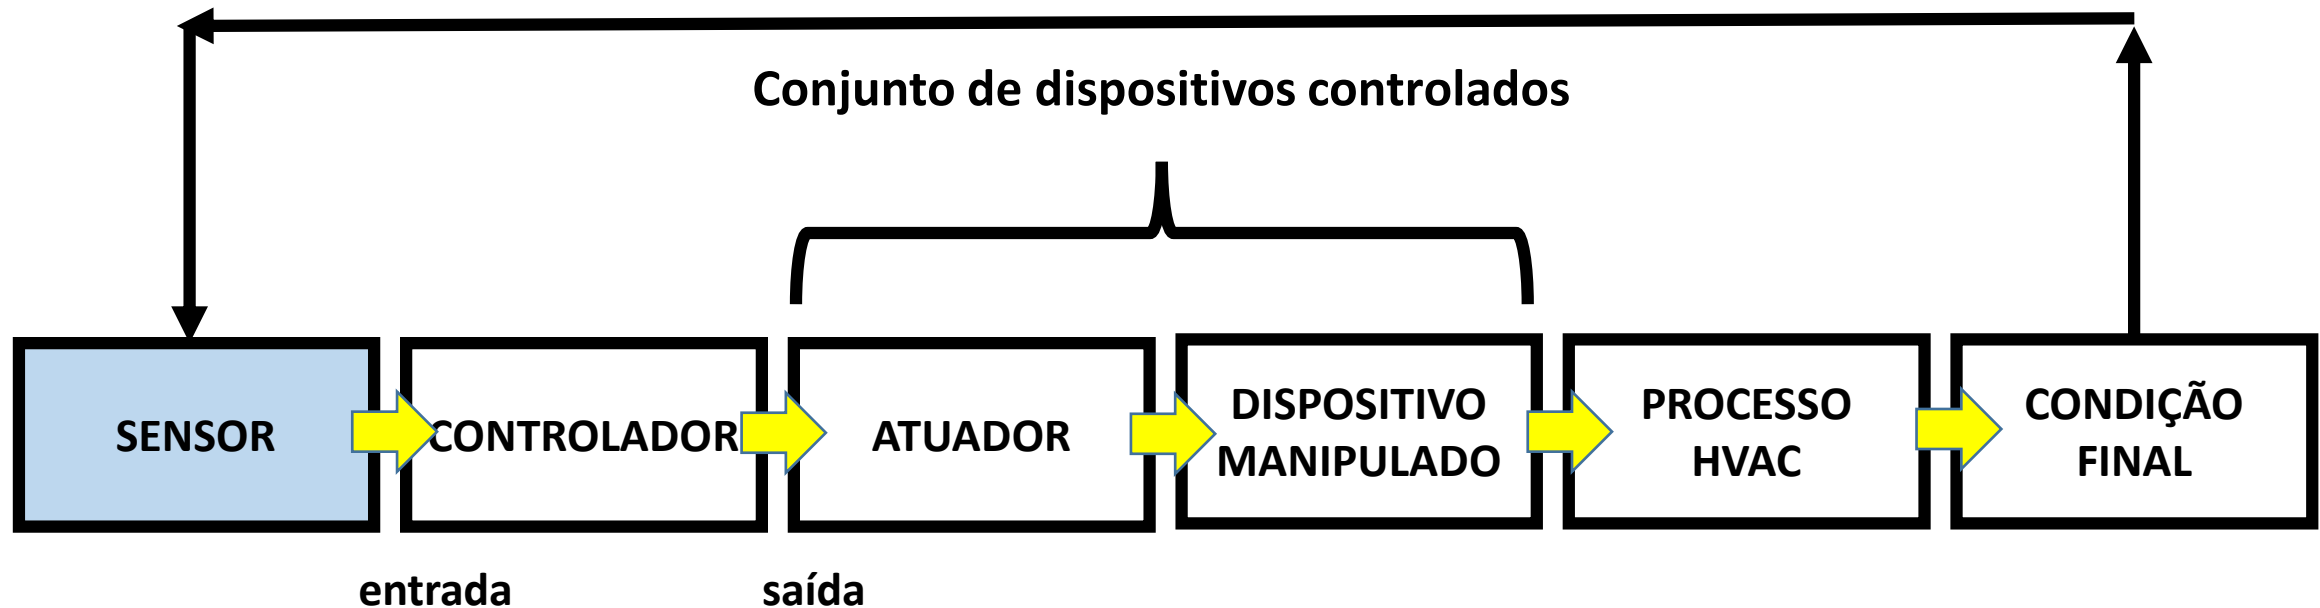 Conjunto de dispositivos controlados
SENSOR
CONTROLADOR
ATUADOR
DISPOSITIVO
MANIPULADO
PROCESSO
HVAC
CONDIÇÃO
FINAL
entrada
saída